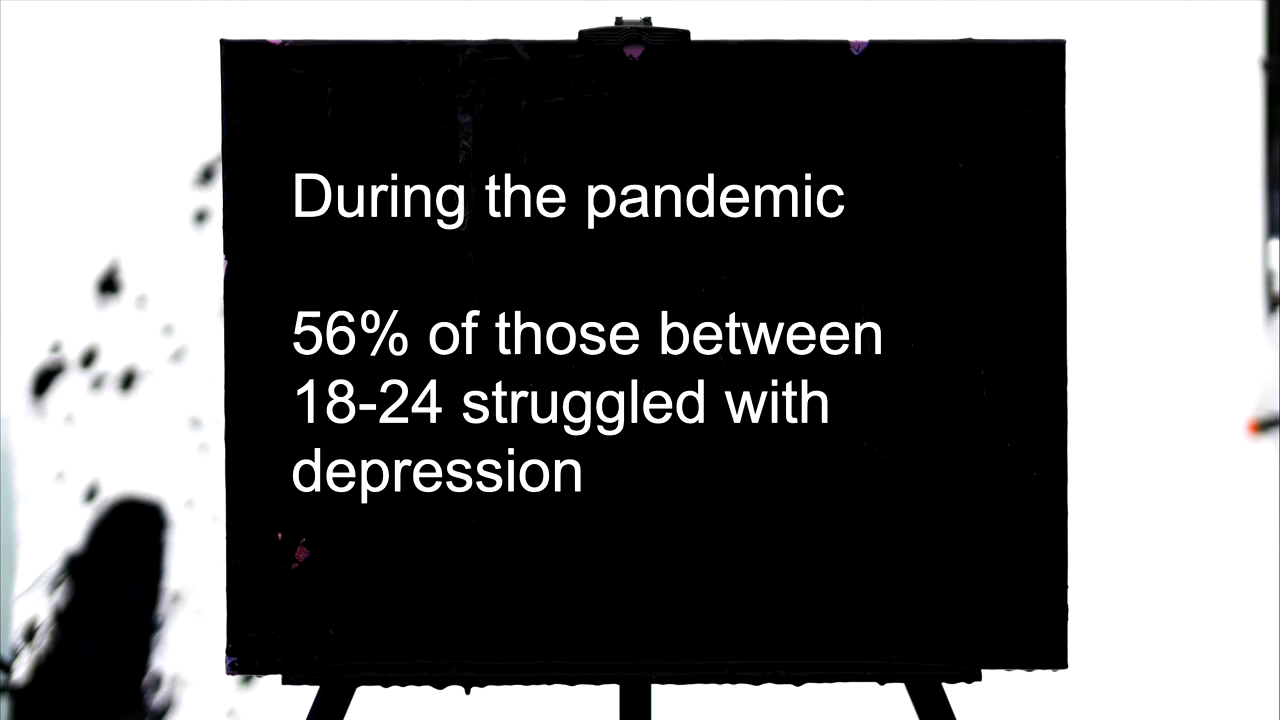 During the pandemic
56% of those between
18-24 struggled with
depression